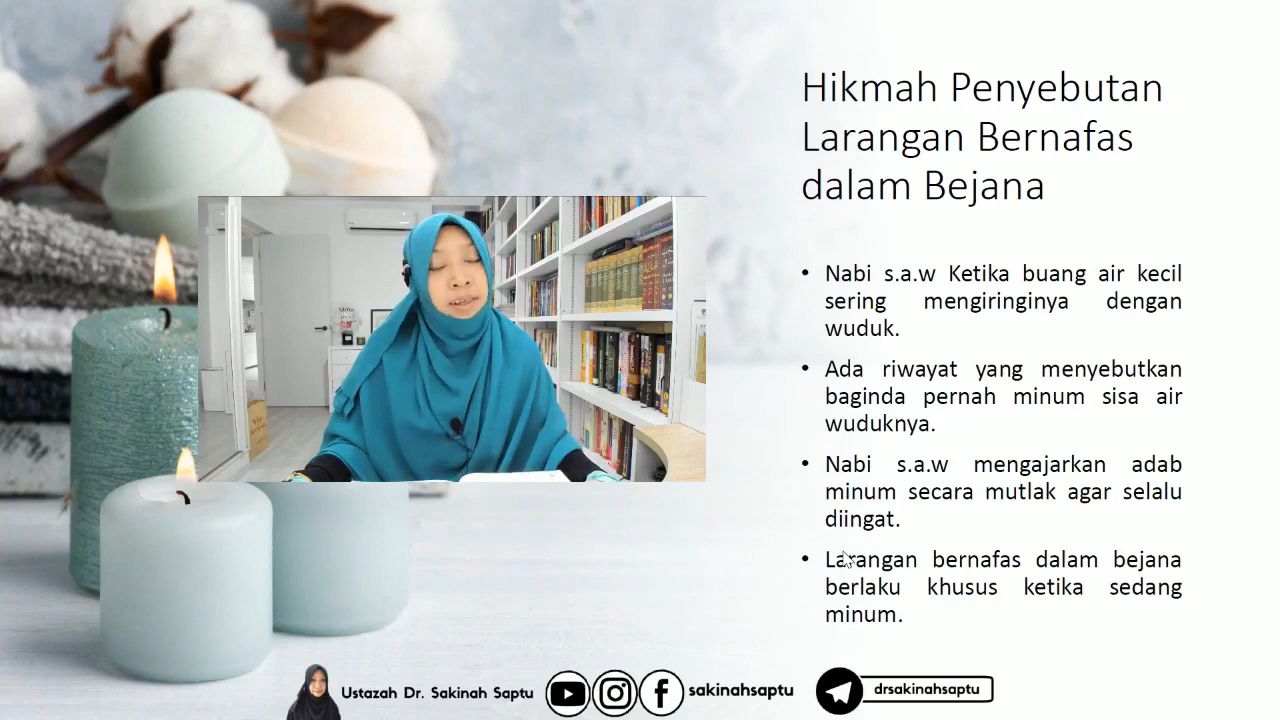 Hikmah Penyebutan
Larangan Bernafas
dalam Bejana
• Nabi s.a.w Ketika buang air kecil
sering mengiringinya dengan
wuduk.
• Ada riwayat yang menyebutkan
baginda pernah minum sisa air
wuduknya.
• Nabi s.a.w mengajarkan adab
minum secara mutlak agar selalu
diingat.
• Larangan bernafas dalam bejana
berlaku khusus ketika sedang
minum.
Ustazah Dr. Sakinah Saptu
sakinahsaptu
drsakinahsaptu